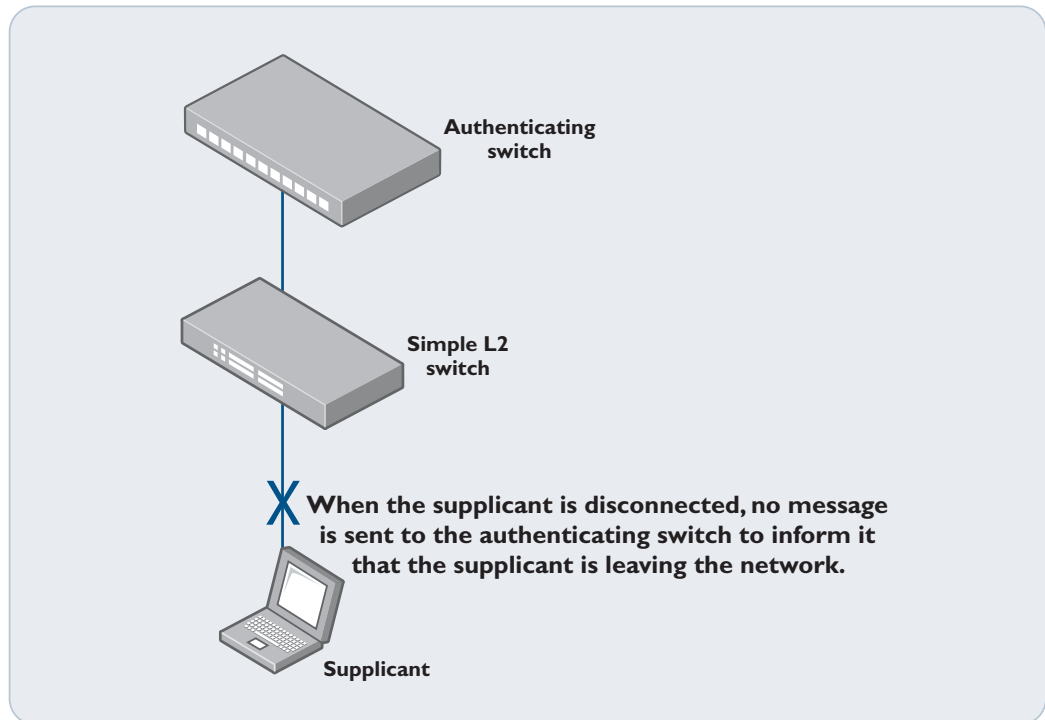 Authenticating
switch
Simple L2
switch
X
When the supplicant is disconnected, no message
is sent to the authenticating switch to inform it
that the supplicant is leaving the network.
Supplicant